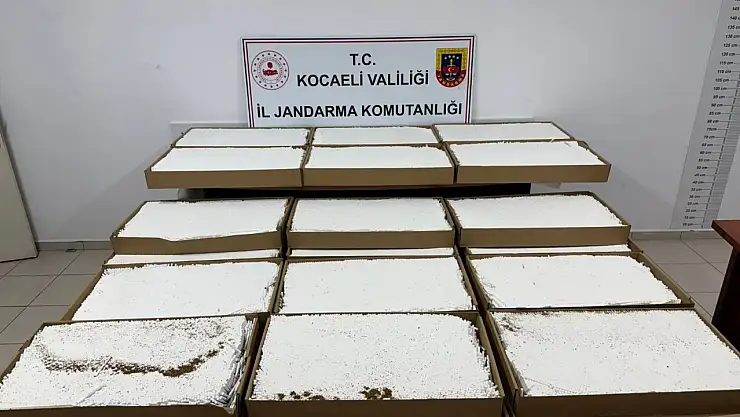 T.C.
KOCAELİ VALİLİĞİ
İL JANDARMA KOMUTANLIĞI